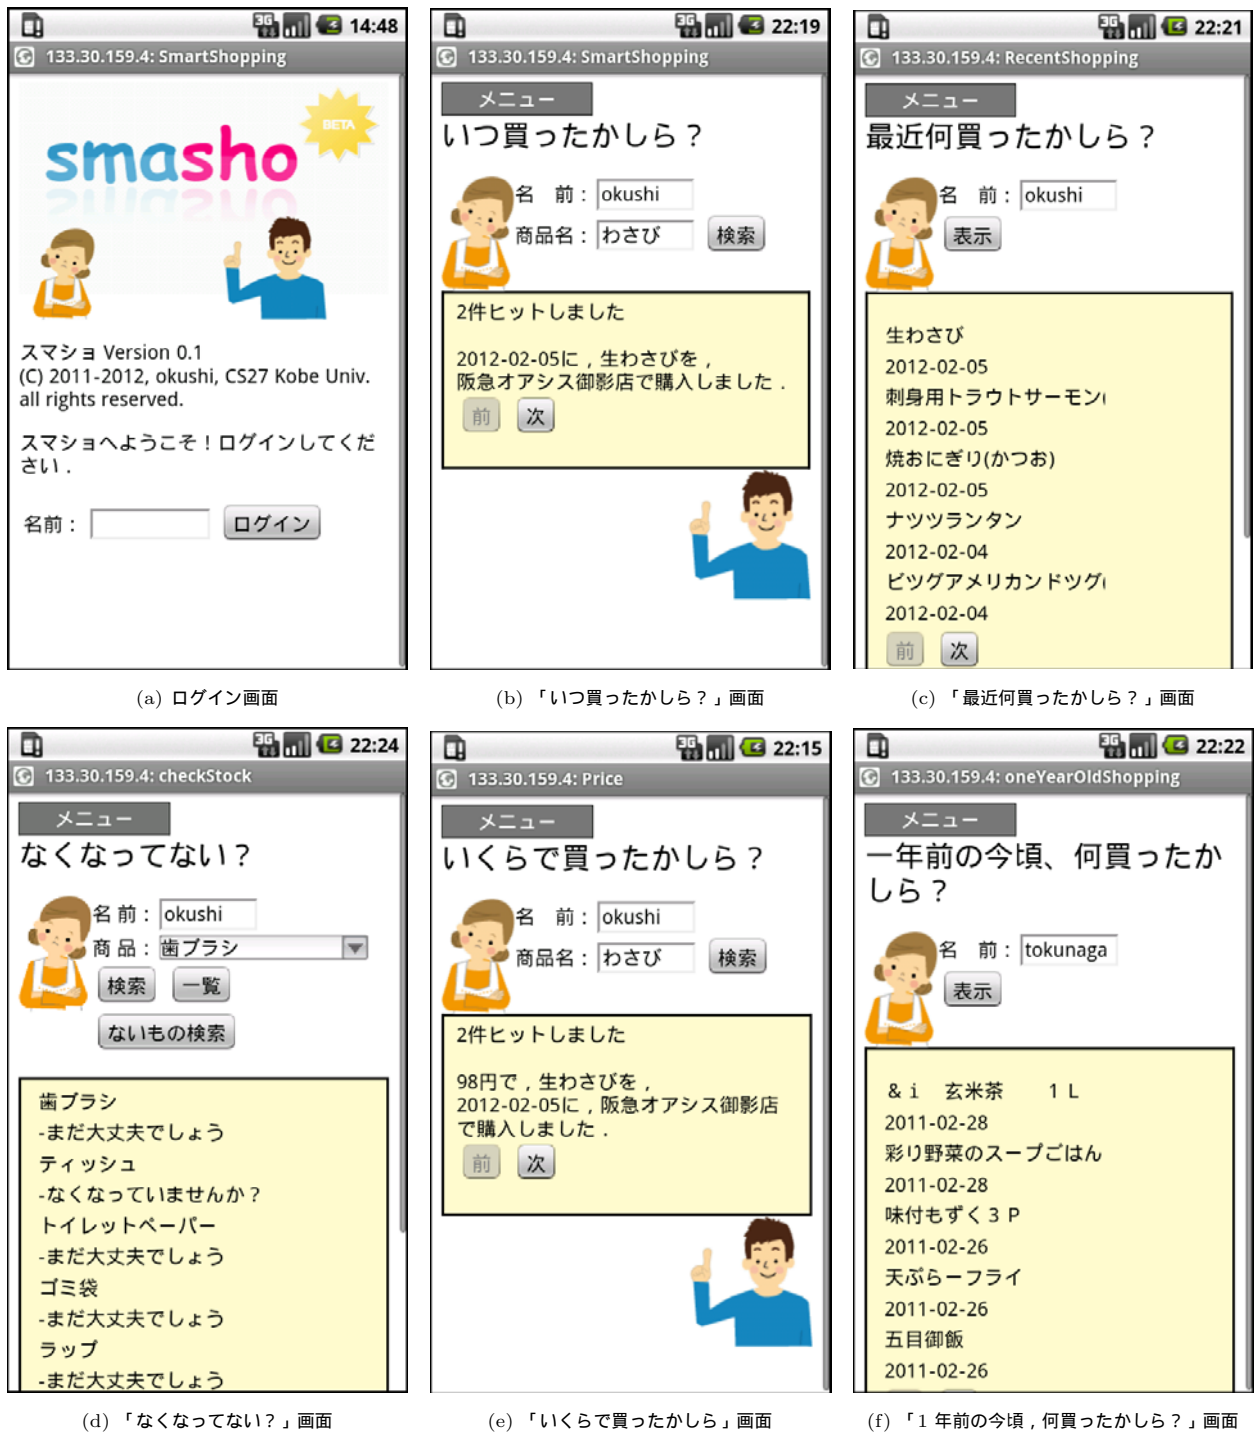 14:48
133.30.159.4: SmartShopping
BETA
smasho
スマショ Version 0.1
(C) 2011-2012, okushi, CS27 Kobe Univ.
all rights reserved.
スマショへようこそ！ログインしてくだ
さい．
名前： ログイン
(a) ログイン画面
22:19
133.30.159.4: SmartShopping
メニュー
いつ買ったかしら？
名　前： okushi
商品名： わさび 検索
2件ヒットしました
2012-02-05に，生わさびを，
阪急オアシス御影店で購入しました．
前 次
(b) 「いつ買ったかしら？」画面
22:21
133.30.159.4: RecentShopping
メニュー
最近何買ったかしら？
名　前： okushi
表示
生わさび
2012-02-05
刺身用トラウトサーモン(
2012-02-05
焼おにぎり(かつお)
2012-02-05
ナツツランタン
2012-02-04
ビツグアメリカンドツグ(
2012-02-04
前 次
(c) 「最近何買ったかしら？」画面
22:24
133.30.159.4: checkStock
メニュー
なくなってない？
名 前： okushi
商 品： 歯ブラシ
検索 一覧
ないもの検索
歯ブラシ
-まだ大丈夫でしょう
ティッシュ
-なくなっていませんか？
トイレットペーパー
-まだ大丈夫でしょう
ゴミ袋
-まだ大丈夫でしょう
ラップ
-まだ大丈夫でしょう
(d) 「なくなってない？」画面
22:15
133.30.159.4: Price
メニュー
いくらで買ったかしら？
名　前： okushi
商品名： わさび 検索
2件ヒットしました
98円で，生わさびを，
2012-02-05に，阪急オアシス御影店
で購入しました．
前 次
(e) 「いくらで買ったかしら」画面
22:22
133.30.159.4: oneYearOldShopping
メニュー
一年前の今頃、何買ったか
しら？
名　前： tokunaga
表示
＆ｉ　玄米茶　　１Ｌ
2011-02-28
彩り野菜のスープごはん
2011-02-28
味付もずく３Ｐ
2011-02-26
天ぷらーフライ
2011-02-26
五目御飯
2011-02-26
(f) 「1 年前の今頃，何買ったかしら？」画面